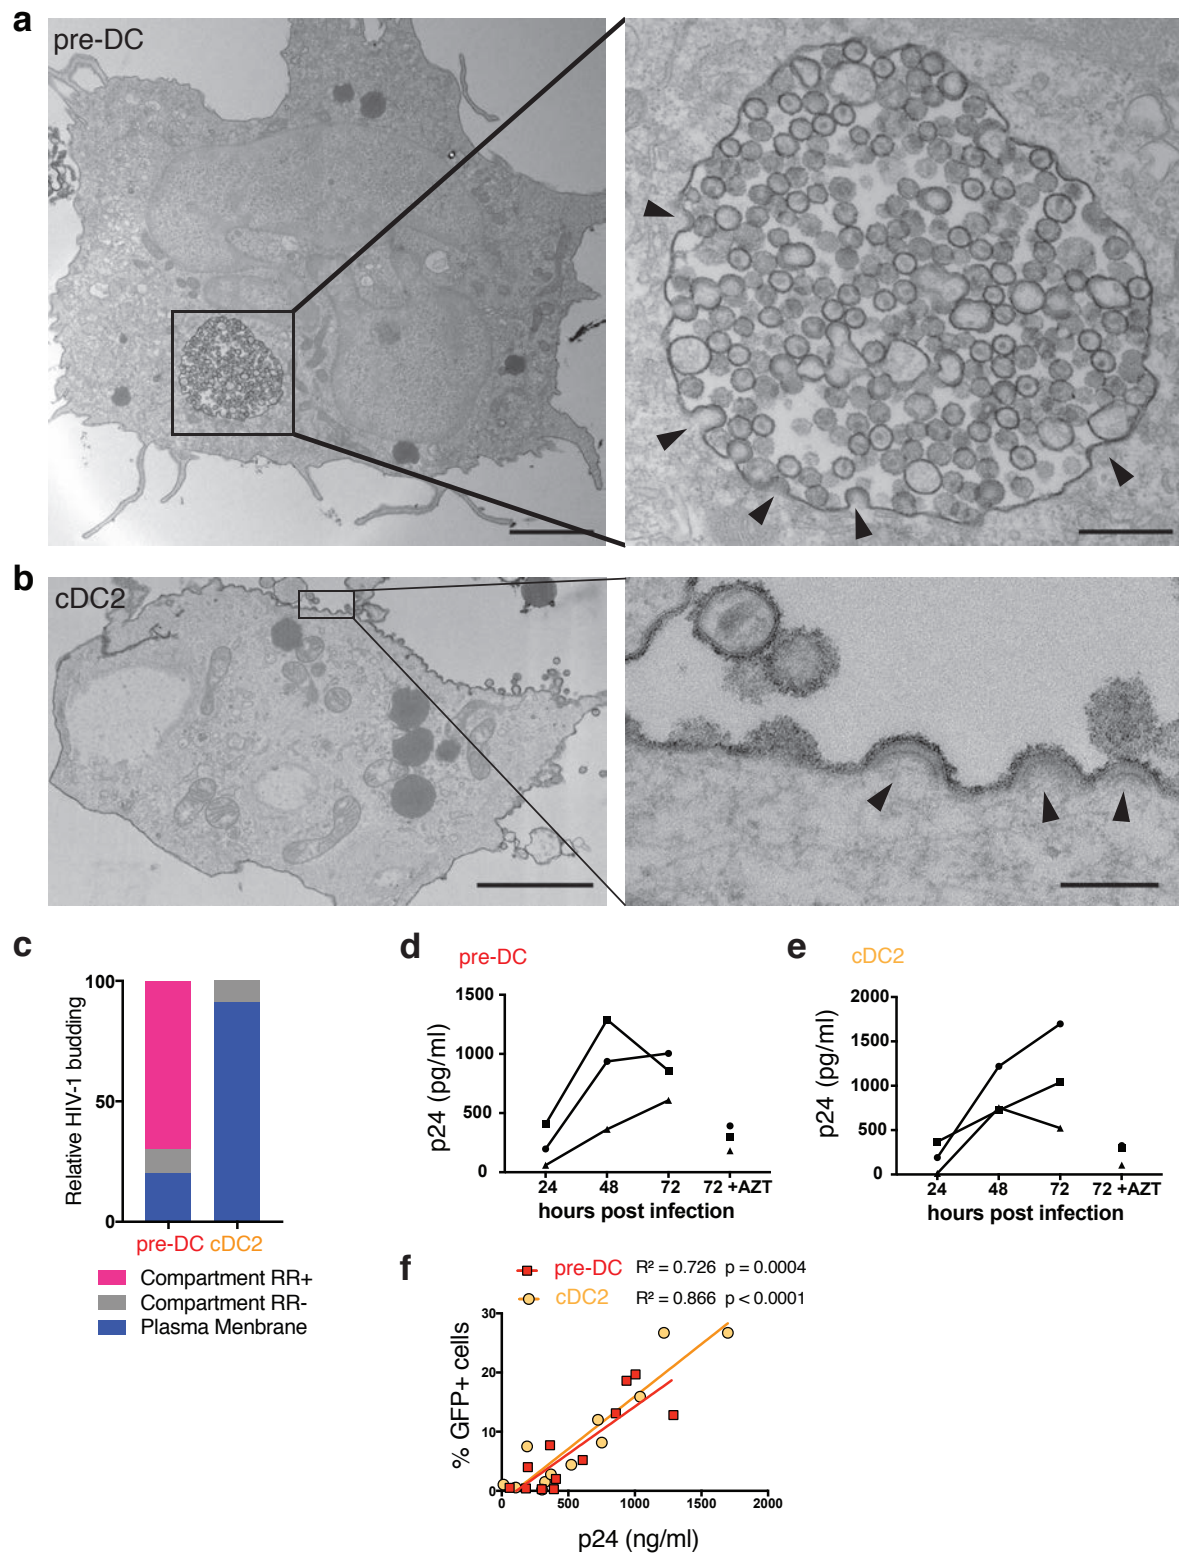 a
pre-DC
b
cDC2
c
Relative HIV-1 budding
100
50
0
pre-DC cDC2
Compartment RR+
Compartment RR-
Plasma Menbrane
d
pre-DC
p24 (pg/ml)
1500
1000
500
0
24 48 72 72 +AZT
hours post infection
e
cDC2
p24 (pg/ml)
2000
1500
1000
500
0
24 48 72 72 +AZT
hours post infection
f
pre-DC R² = 0.726 p = 0.0004
cDC2 R² = 0.866 p < 0.0001
% GFP+ cells
30
20
10
0
0 500 1000 1500 2000
p24 (ng/ml)